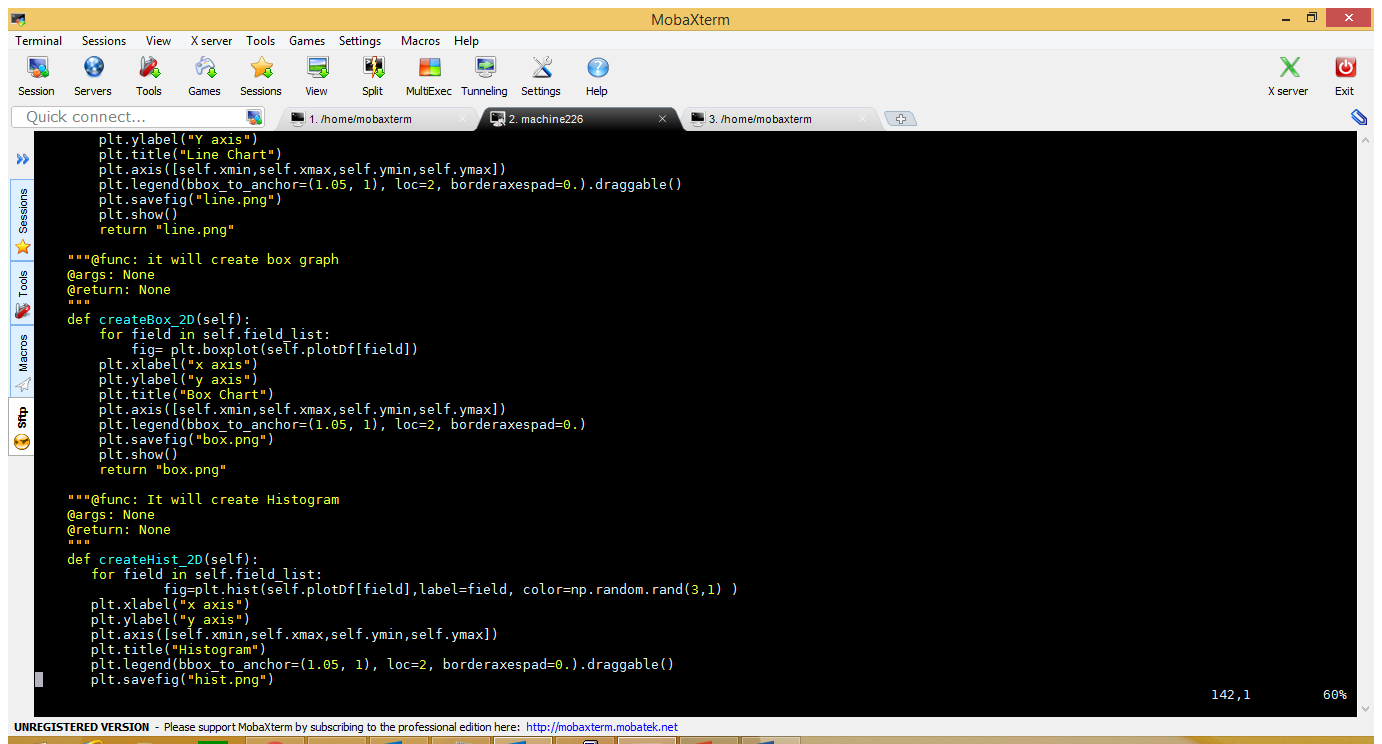 MobaXterm
Terminal Sessions View X server Tools Games Settings Macros Help
Session Servers Tools Games Sessions View Split MultiExec Tunneling Settings Help X server Exit
Quick connect... 1. /home/mobaxterm 2. machine226 3. /home/mobaxterm
Sessions
Tools
Macros
Sftp
        plt.ylabel("Y axis")
        plt.title("Line Chart")
        plt.axis([self.xmin,self.xmax,self.ymin,self.ymax])
        plt.legend(bbox_to_anchor=(1.05, 1), loc=2, borderaxespad=0.).draggable()
        plt.savefig("line.png")
        plt.show()
        return "line.png"

    """@func: it will create box graph
    @args: None
    @return: None
    """
    def createBox_2D(self):
        for field in self.field_list:
            fig= plt.boxplot(self.plotDf[field])
        plt.xlabel("x axis")
        plt.ylabel("y axis")
        plt.title("Box Chart")
        plt.axis([self.xmin,self.xmax,self.ymin,self.ymax])
        plt.legend(bbox_to_anchor=(1.05, 1), loc=2, borderaxespad=0.)
        plt.savefig("box.png")
        plt.show()
        return "box.png"

    """@func: It will create Histogram
    @args: None
    @return: None
    """
    def createHist_2D(self):
       for field in self.field_list:
                fig=plt.hist(self.plotDf[field],label=field, color=np.random.rand(3,1) )
       plt.xlabel("x axis")
       plt.ylabel("y axis")
       plt.axis([self.xmin,self.xmax,self.ymin,self.ymax])
       plt.title("Histogram")
       plt.legend(bbox_to_anchor=(1.05, 1), loc=2, borderaxespad=0.).draggable()
       plt.savefig("hist.png")
142,1 60%
UNREGISTERED VERSION - Please support MobaXterm by subscribing to the professional edition here: http://mobaxterm.mobatek.net